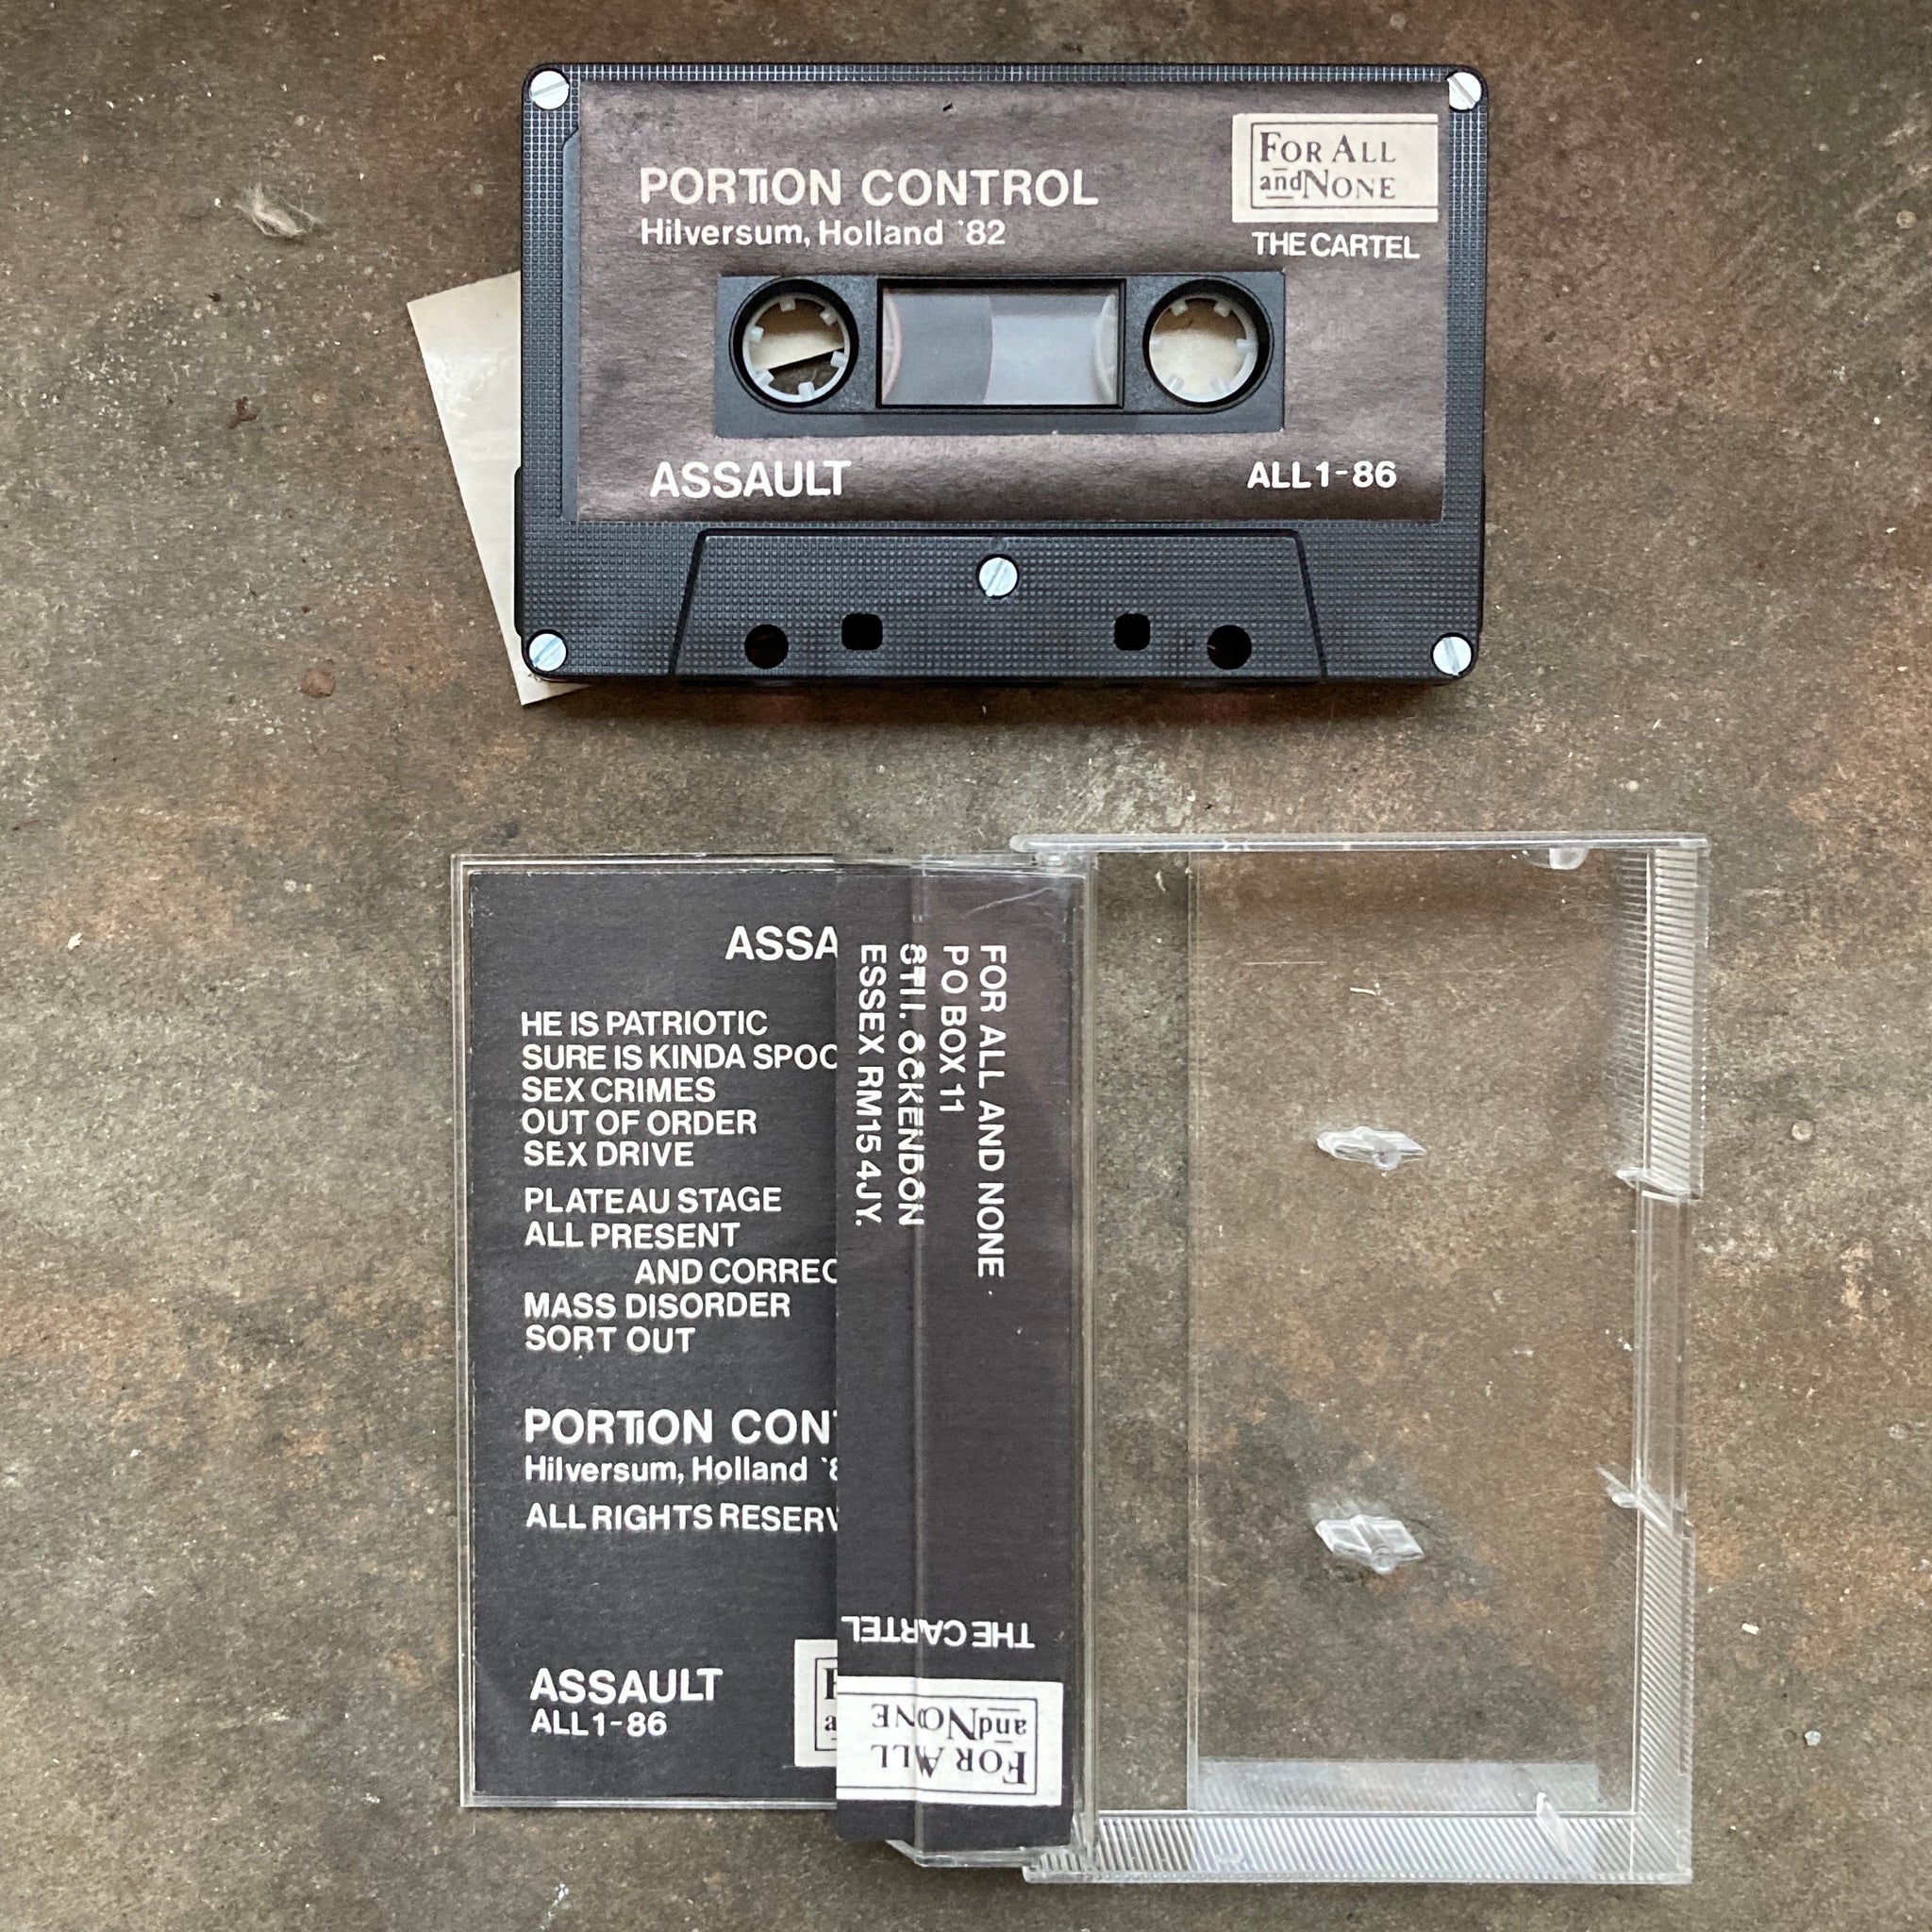 PORTION CONTROL
Hilversum, Holland '82
FOR ALL
and NONE
THE CARTEL
ASSAULT
ALL 1-86
ASSA
HE IS PATRIOTIC
SURE IS KINDA SPOO
SEX CRIMES
OUT OF ORDER
SEX DRIVE
PLATEAU STAGE
ALL PRESENT
AND CORREC
MASS DISORDER
SORT OUT
PORTION CONT
Hilversum, Holland '8
ALL RIGHTS RESERV
ASSAULT
ALL 1-86
FOR ALL AND NONE
PO BOX 11
STH. OCKENDON
ESSEX RM15 4JY.
THE CARTEL
FOR ALL
and NONE